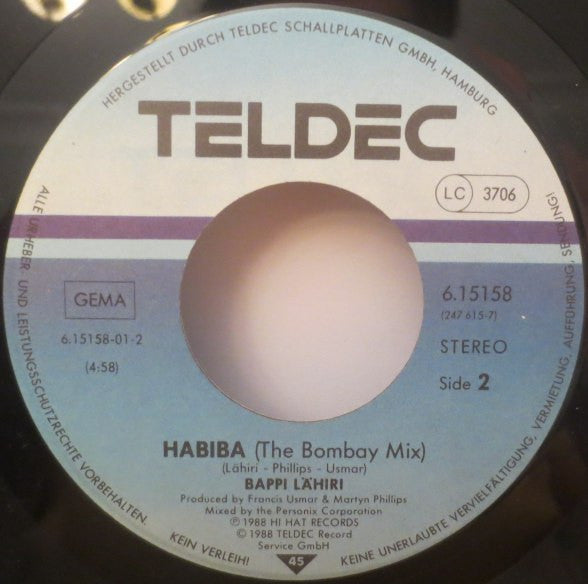 HERGESTELLT DURCH TELDEC SCHALLPLATTEN GMBH, HAMBURG
TELDEC
LC 3706
GEMA
6.15158-01-2
(4:58)
6.15158
(247 615-7)
STEREO
Side 2
HABIBA (The Bombay Mix)
(Lähiri - Phillips - Usmar)
BAPPI LÄHIRI
Produced by Francis Usmar & Martyn Phillips
Mixed by the Personix Corporation
Ⓟ 1988 HI HAT RECORDS
© 1988 TELDEC Record
Service GmbH
45
ALLE URHEBER- UND LEISTUNGSSCHUTZRECHTE VORBEHALTEN.
KEIN VERLEIH!
KEINE UNERLAUBTE VERVIELFÄLTIGUNG, VERMIETUNG, AUFFÜHRUNG, SENDUNG!